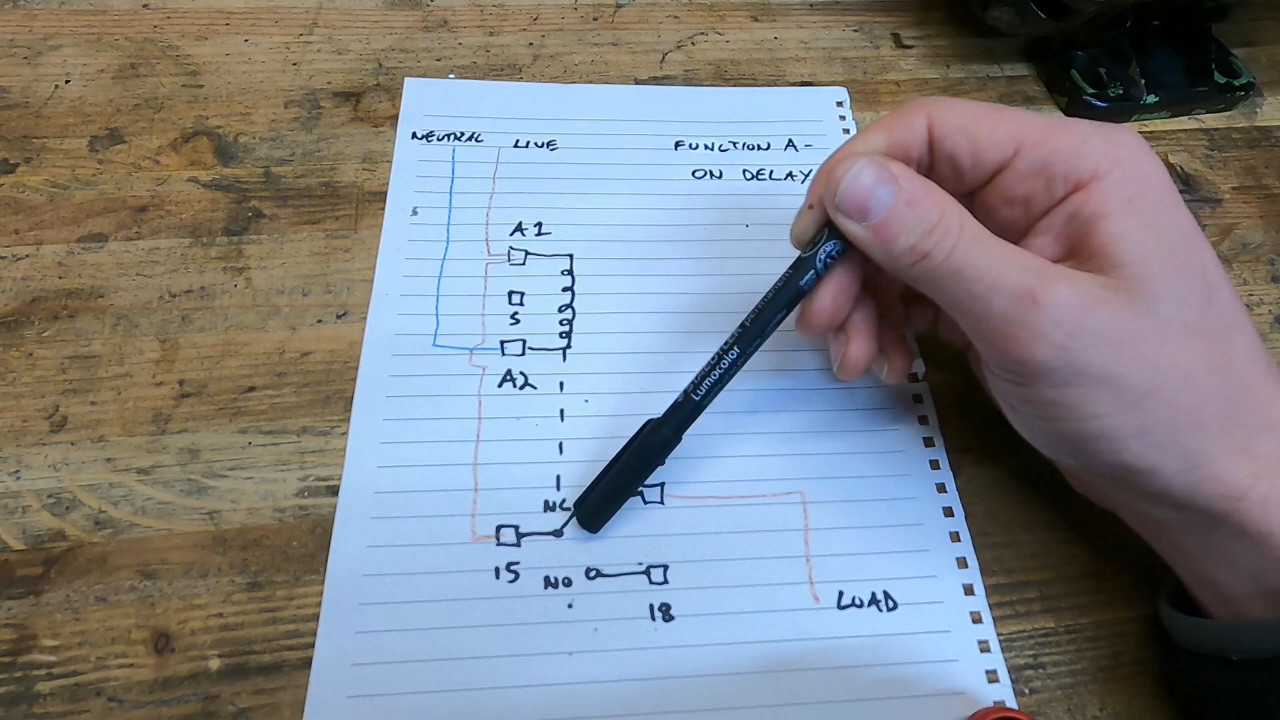 NEUTRAL LIVE
FUNCTION A-
ON DELAY
A1
S
A2
NC
15
NO
18
LOAD
STAEDTLER permanent
Lumocolor